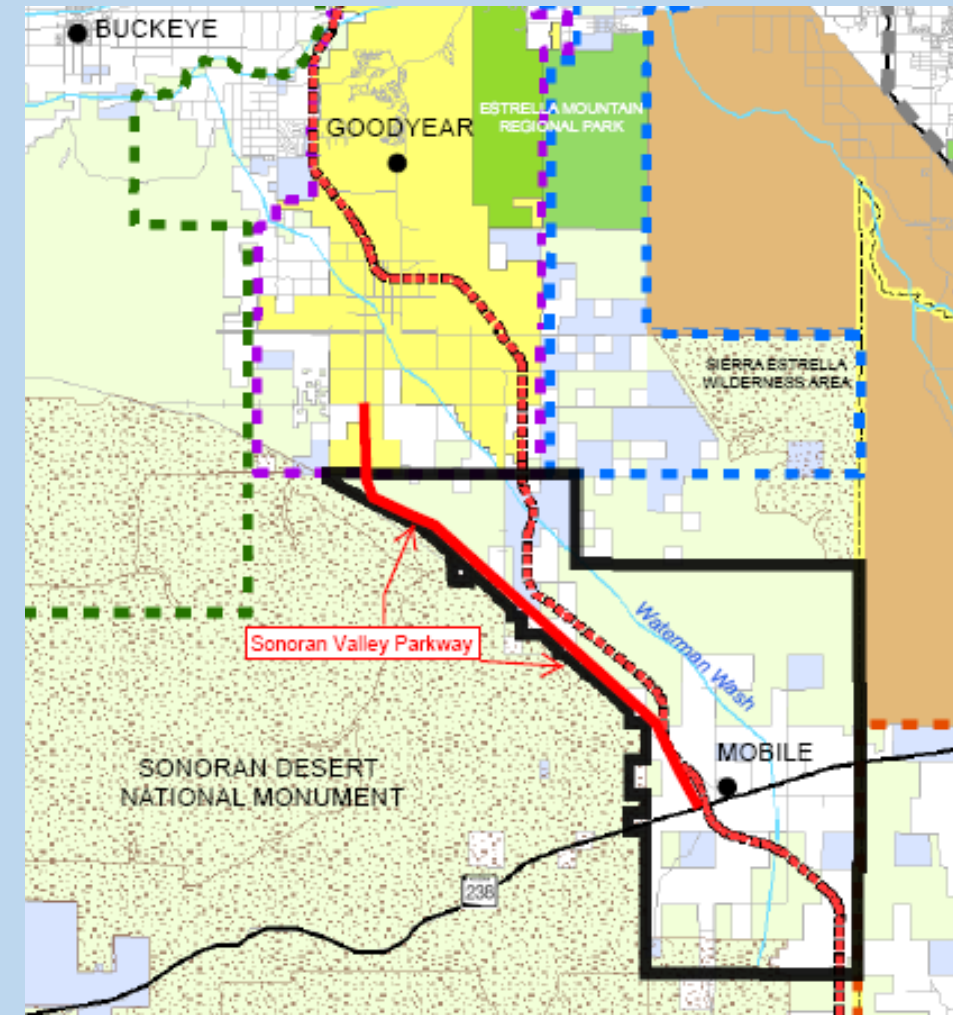 BUCKEYE
ESTRELLA MOUNTAIN
REGIONAL PARK
GOODYEAR
SIERRA ESTRELLA
WILDERNESS AREA
Waterman Wash
Sonoran Valley Parkway
MOBILE
SONORAN DESERT
NATIONAL MONUMENT
238